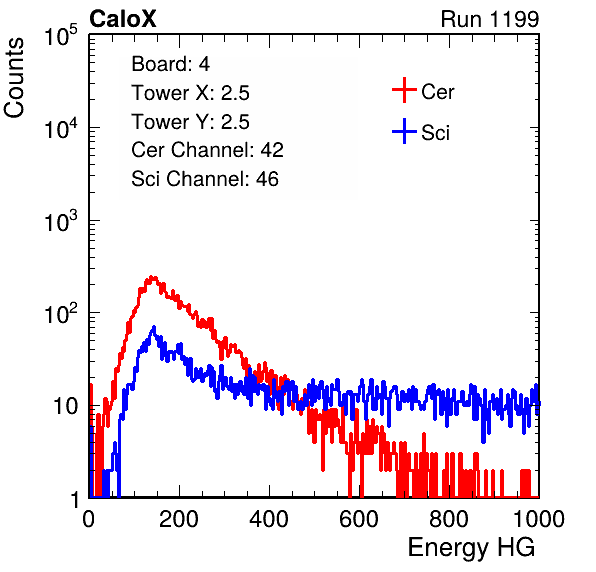 CaloX Run 1199
Counts
10^5
10^4
10^3
10^2
10
1
Board: 4
Tower X: 2.5
Tower Y: 2.5
Cer Channel: 42
Sci Channel: 46
Cer
Sci
0 200 400 600 800 1000
Energy HG